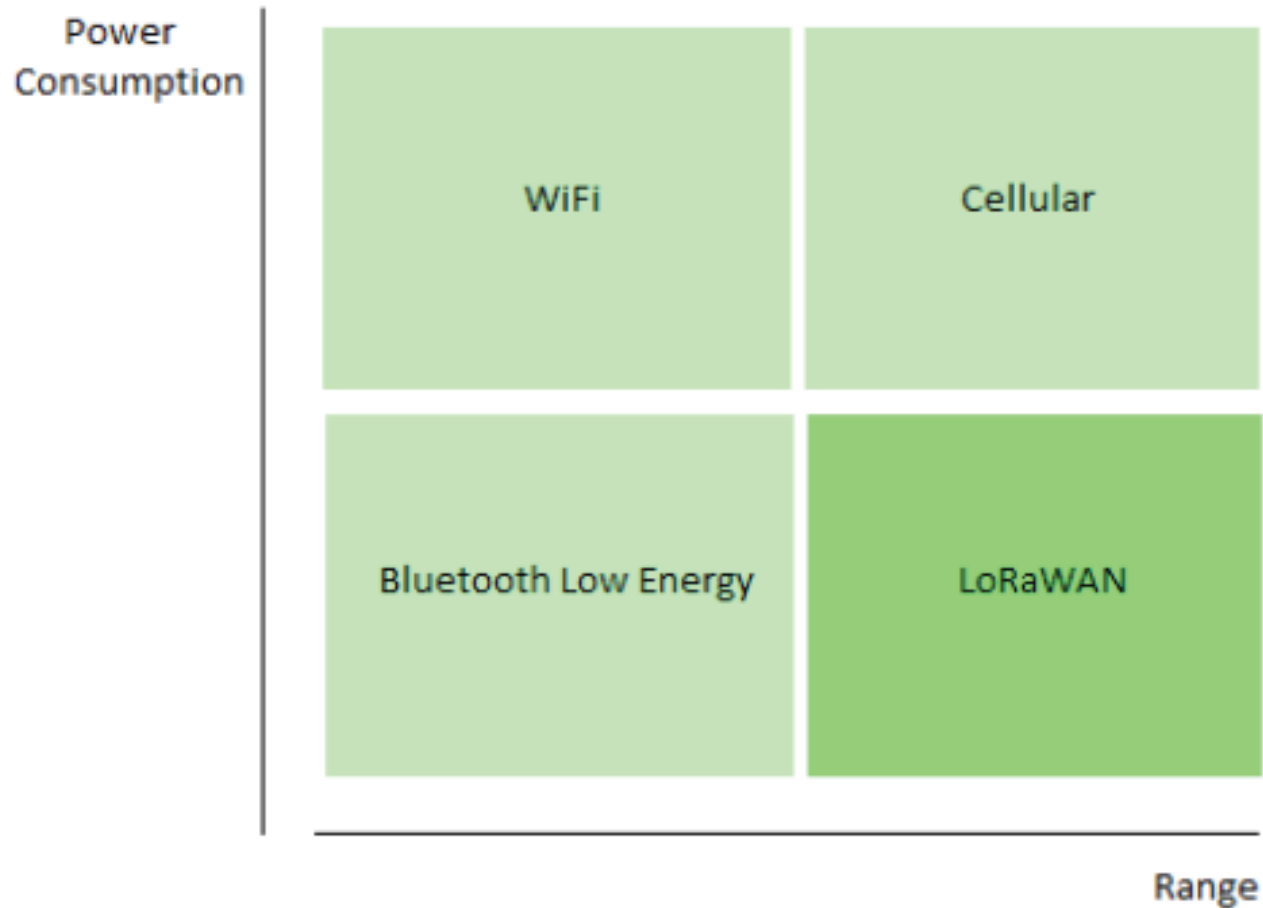 Power
Consumption
WiFi
Cellular
Bluetooth Low Energy
LoRaWAN
Range